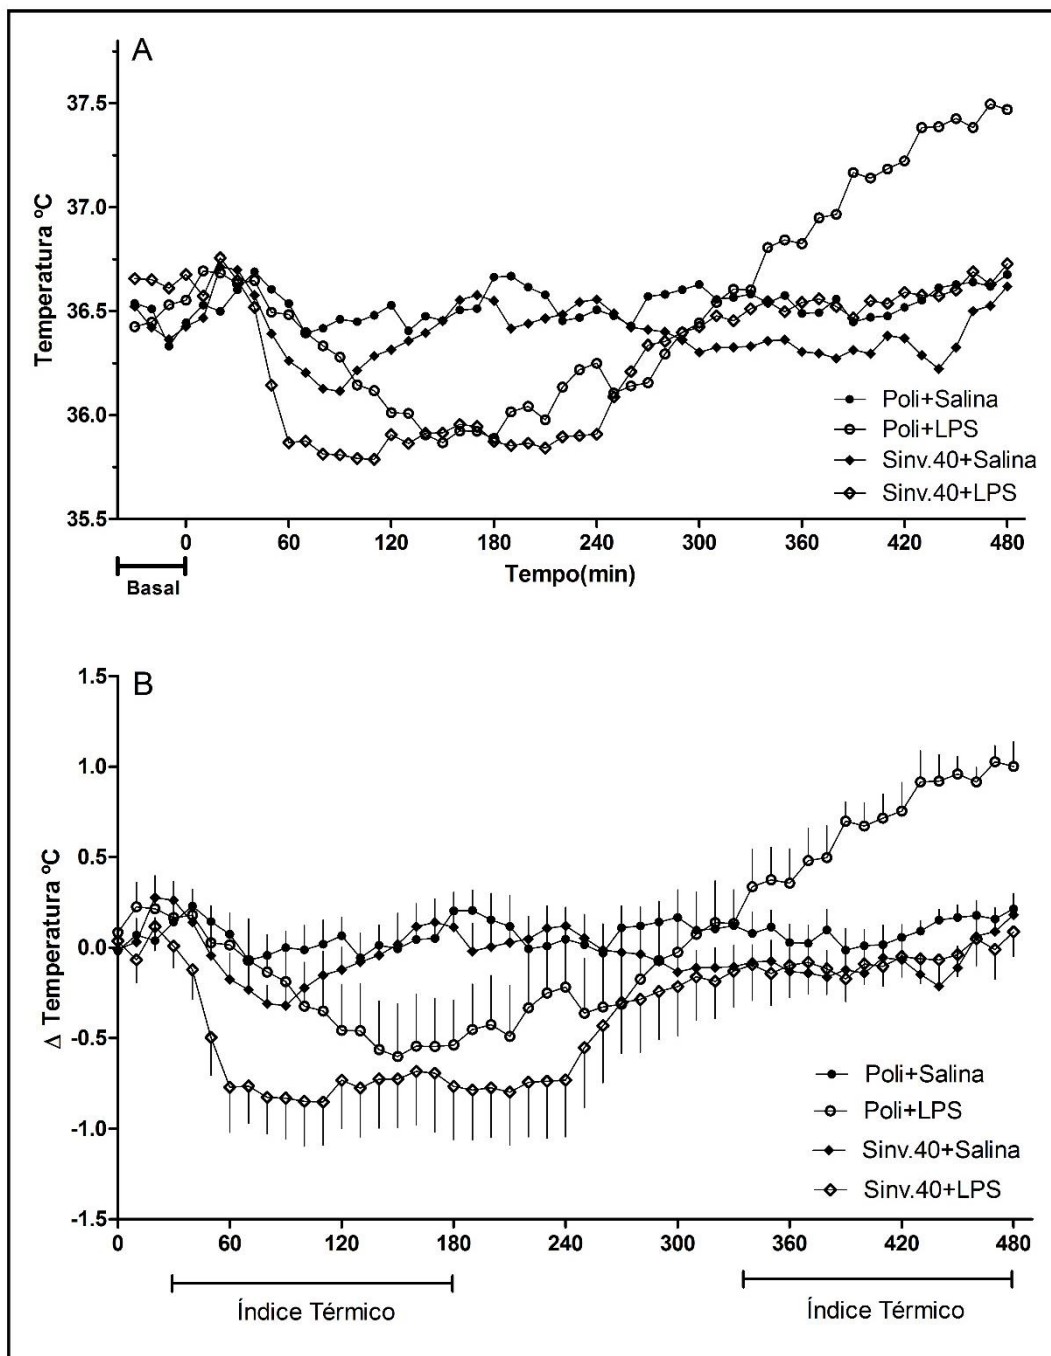 A
Temperatura ºC
37.5
37.0
36.5
36.0
35.5
Poli+Salina
Poli+LPS
Sinv.40+Salina
Sinv.40+LPS
0 60 120 180 240 300 360 420 480
Basal
Tempo(min)
B
Δ Temperatura ºC
1.5
1.0
0.5
0.0
-0.5
-1.0
-1.5
Poli+Salina
Poli+LPS
Sinv.40+Salina
Sinv.40+LPS
0 60 120 180 240 300 360 420 480
Índice Térmico Índice Térmico